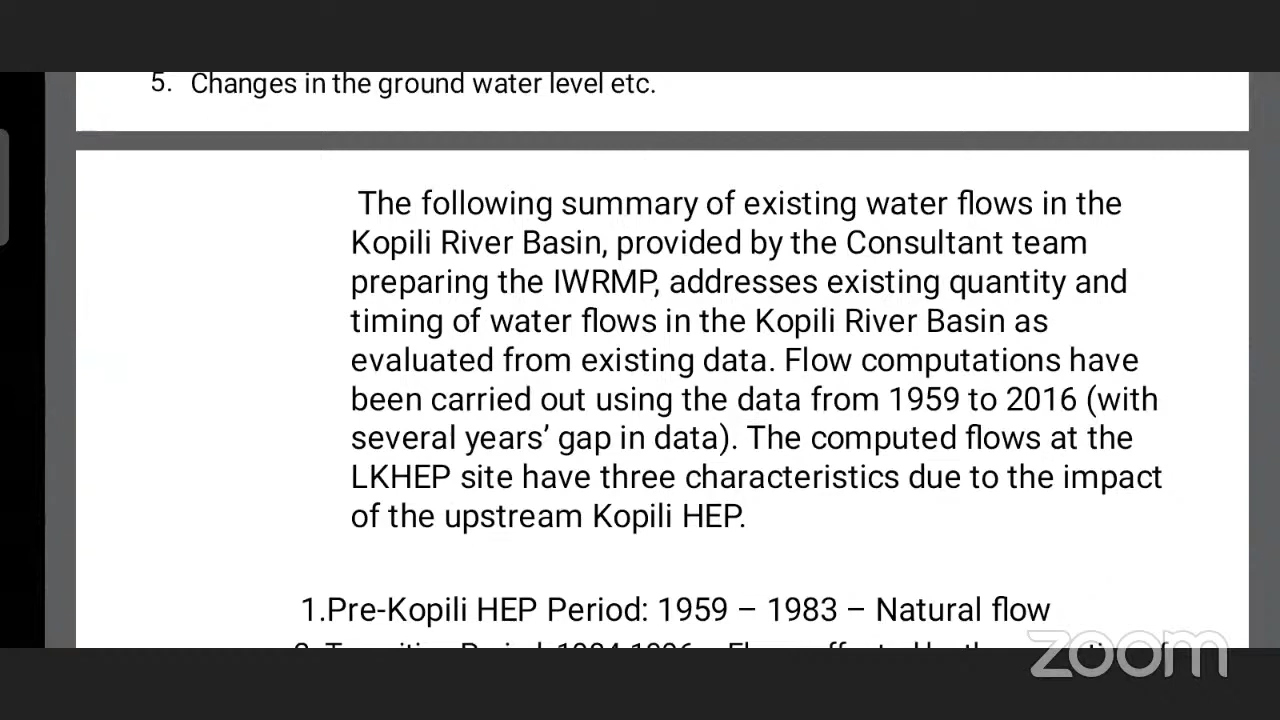 5. Changes in the ground water level etc.
The following summary of existing water flows in the
Kopili River Basin, provided by the Consultant team
preparing the IWRMP, addresses existing quantity and
timing of water flows in the Kopili River Basin as
evaluated from existing data. Flow computations have
been carried out using the data from 1959 to 2016 (with
several years’ gap in data). The computed flows at the
LKHEP site have three characteristics due to the impact
of the upstream Kopili HEP.
1.Pre-Kopili HEP Period: 1959 – 1983 – Natural flow
zoom